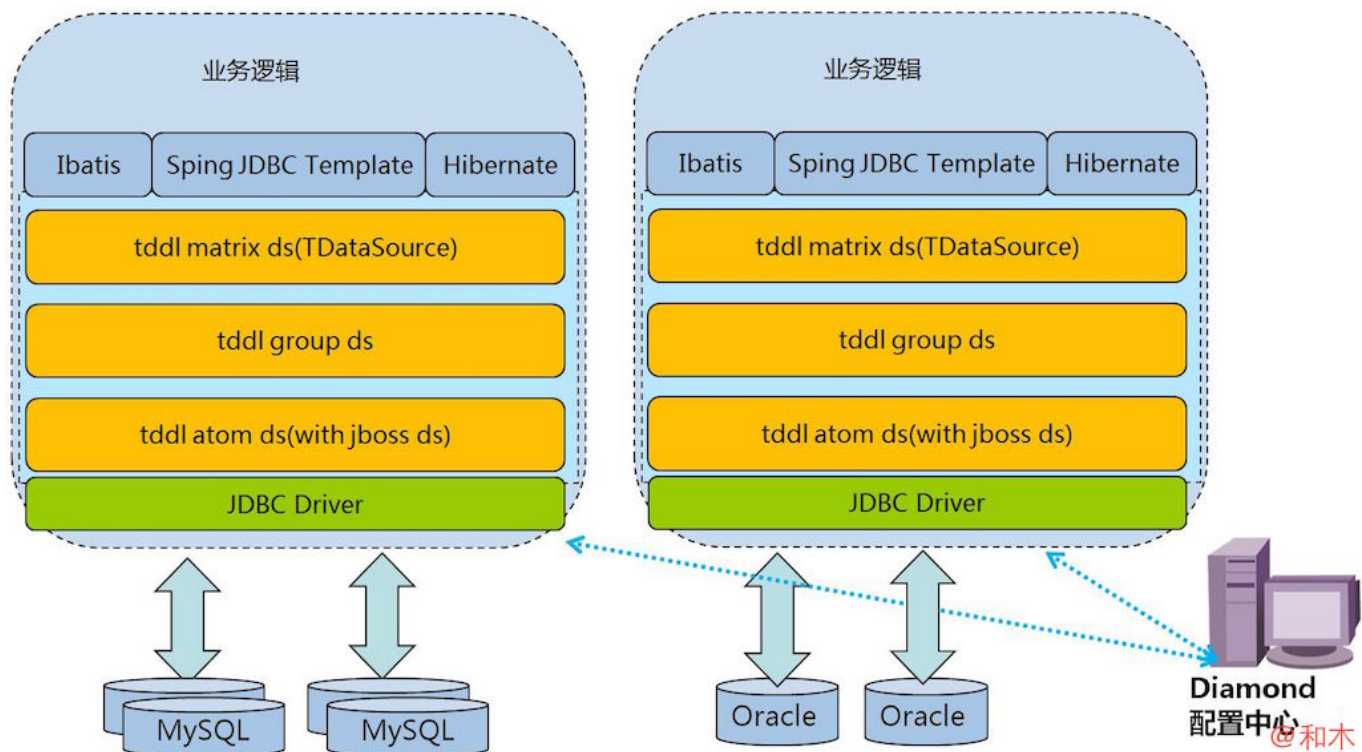 业务逻辑
Ibatis
Sping JDBC Template
Hibernate
tddl matrix ds(TDataSource)
tddl group ds
tddl atom ds(with jboss ds)
JDBC Driver
MySQL
MySQL
业务逻辑
Ibatis
Sping JDBC Template
Hibernate
tddl matrix ds(TDataSource)
tddl group ds
tddl atom ds(with jboss ds)
JDBC Driver
Oracle
Oracle
Diamond
配置中心
@和木